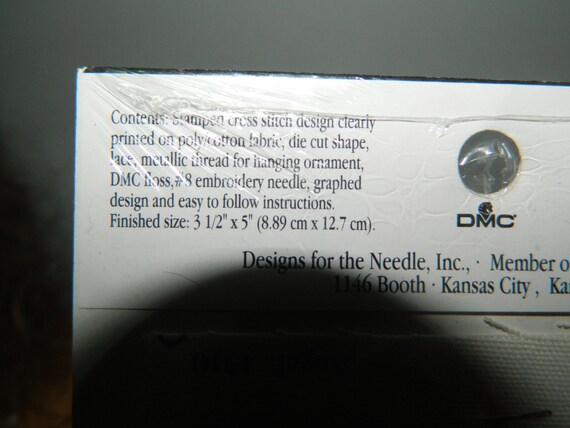 Contents: Stamped cross stitch design clearly
printed on poly/cotton fabric, die cut shape,
lace, metallic thread for hanging ornament,
DMC floss,#8 embroidery needle, graphed
design and easy to follow instructions.
Finished size: 3 1/2" x 5" (8.89 cm x 12.7 cm).
DMC
Designs for the Needle, Inc., · Member o
1146 Booth · Kansas City , Kan